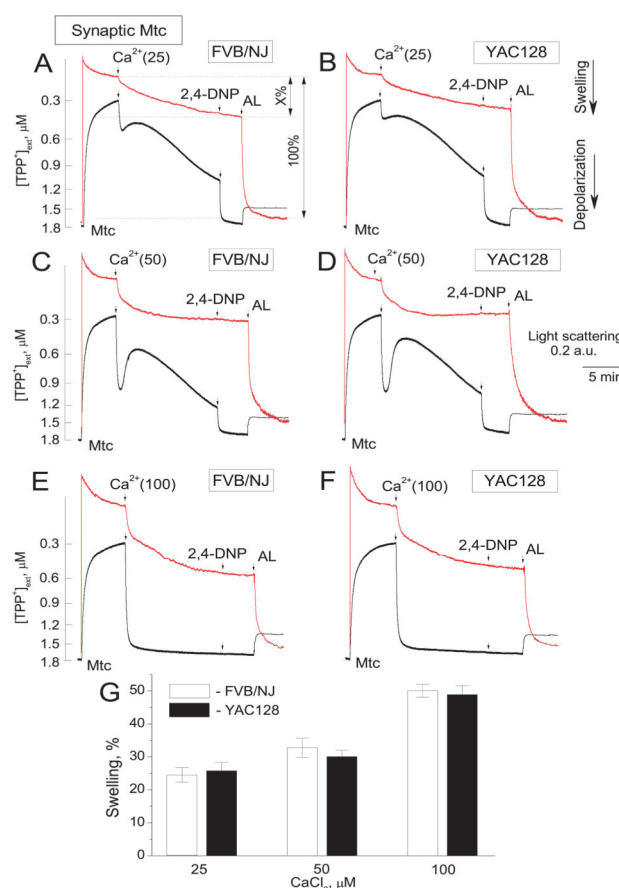 Synaptic Mtc
A
Ca²⁺(25)
FVB/NJ
2,4-DNP
AL
X%
100%
[TPP⁺]ext, µM
0.3
0.6
0.9
1.2
1.5
1.8
Mtc
B
Ca²⁺(25)
YAC128
2,4-DNP
AL
Swelling
Depolarization
Mtc
C
Ca²⁺(50)
FVB/NJ
2,4-DNP
AL
[TPP⁺]ext, µM
0.3
0.6
0.9
1.2
1.5
1.8
Mtc
D
Ca²⁺(50)
YAC128
2,4-DNP
AL
Light scattering
0.2 a.u.
5 min
Mtc
E
Ca²⁺(100)
FVB/NJ
2,4-DNP
AL
[TPP⁺]ext, µM
0.3
0.6
0.9
1.2
1.5
1.8
Mtc
F
Ca²⁺(100)
YAC128
2,4-DNP
AL
Mtc
G
- FVB/NJ
- YAC128
Swelling, %
50
40
30
20
10
0
25
50
100
CaCl₂, µM